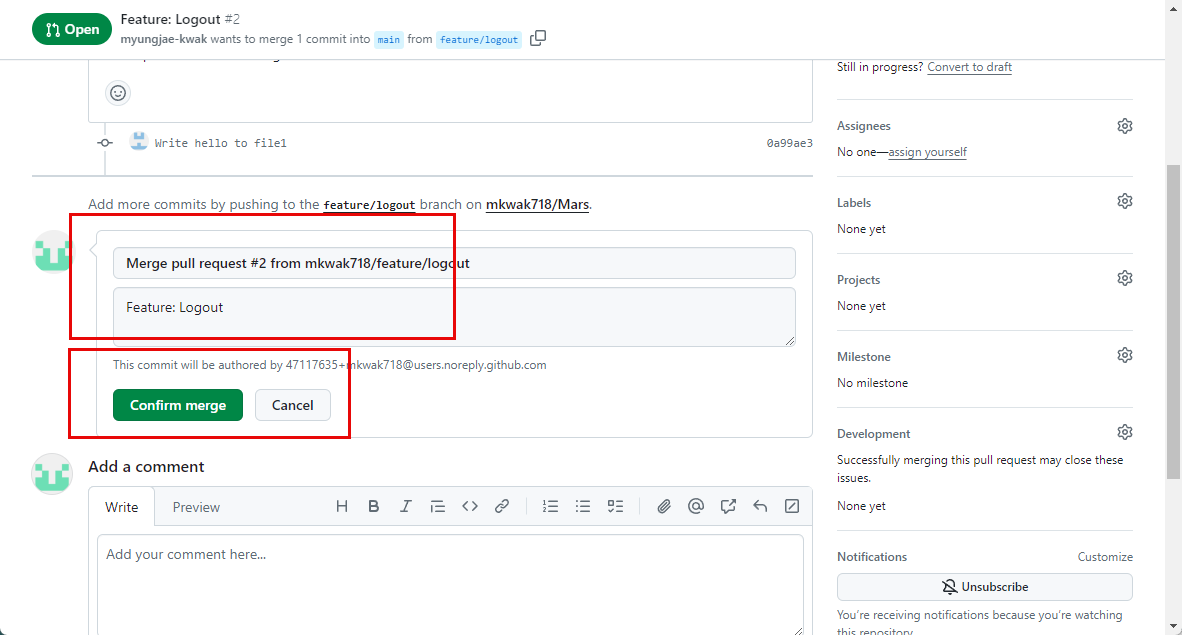 Open
Feature: Logout #2
myungjae-kwak wants to merge 1 commit into main from feature/logout
Write hello to file1
0a99ae3
Add more commits by pushing to the feature/logout branch on mkwak718/Mars.
Merge pull request #2 from mkwak718/feature/logout
Feature: Logout
This commit will be authored by 47117635+mkwak718@users.noreply.github.com
Confirm merge
Cancel
Add a comment
Write
Preview
Add your comment here...
Still in progress? Convert to draft
Assignees
No one—assign yourself
Labels
None yet
Projects
None yet
Milestone
No milestone
Development
Successfully merging this pull request may close these
issues.
None yet
Notifications
Customize
Unsubscribe
You're receiving notifications because you're watching
this repository.